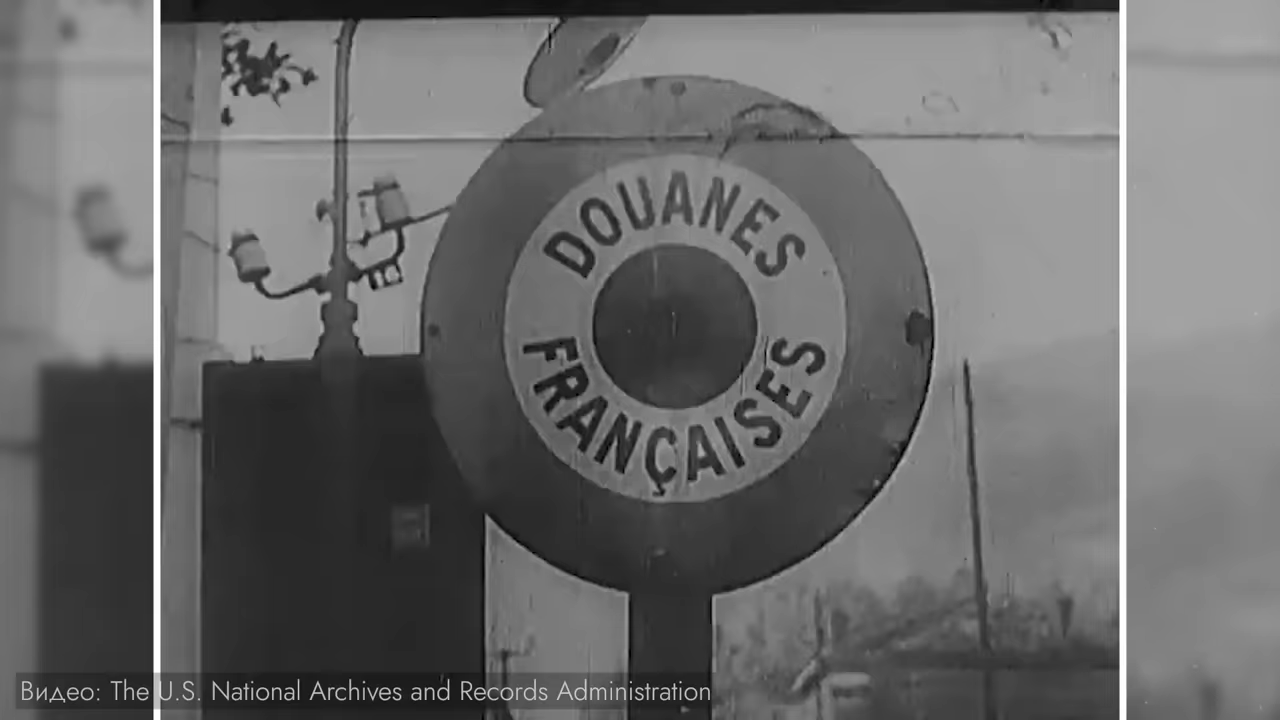 DOUANES
FRANÇAISES
Видео: The U.S. National Archives and Records Administration